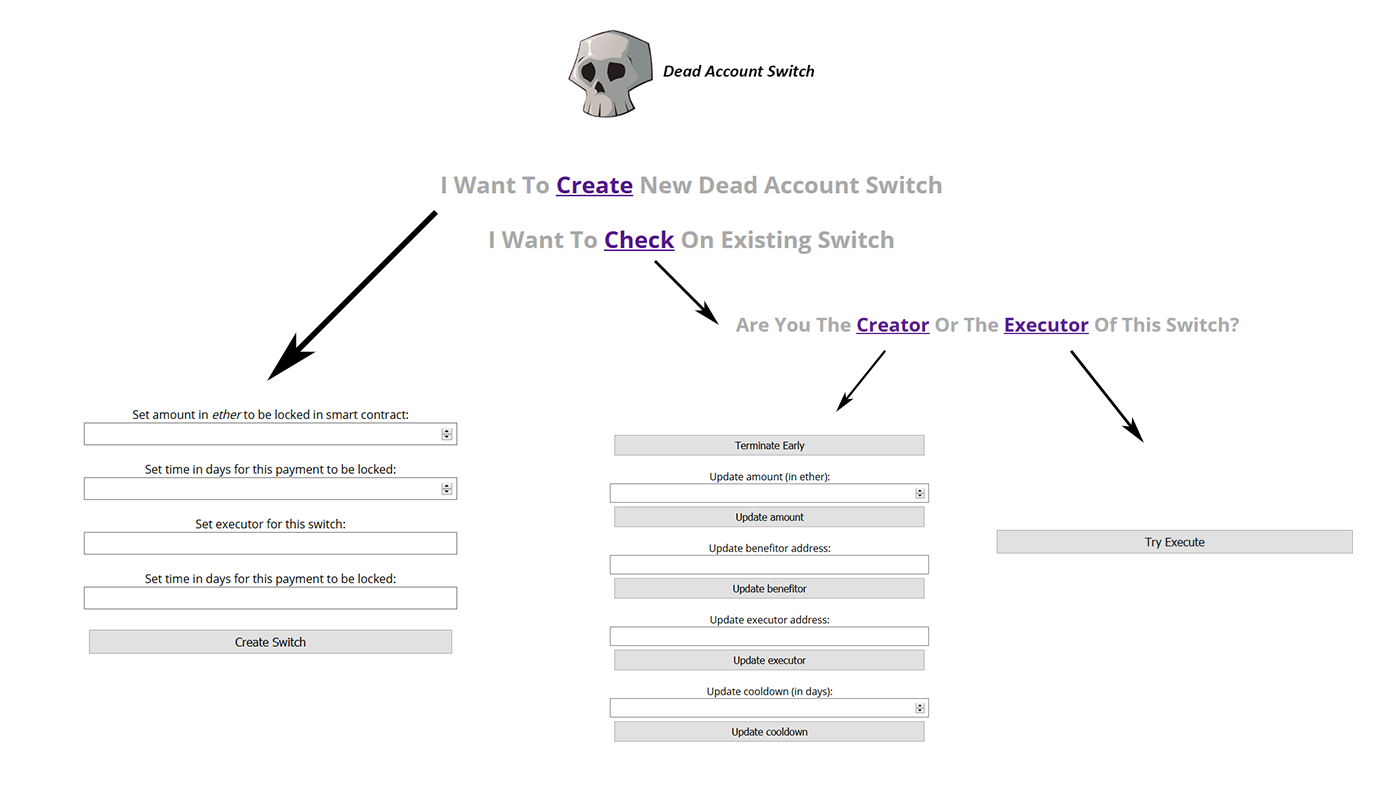 Dead Account Switch
I Want To Create New Dead Account Switch
I Want To Check On Existing Switch
Are You The Creator Or The Executor Of This Switch?
Set amount in ether to be locked in smart contract:
Set time in days for this payment to be locked:
Set executor for this switch:
Set time in days for this payment to be locked:
Create Switch
Terminate Early
Update amount (in ether):
Update amount
Update benefitor address:
Update benefitor
Update executor address:
Update executor
Update cooldown (in days):
Update cooldown
Try Execute